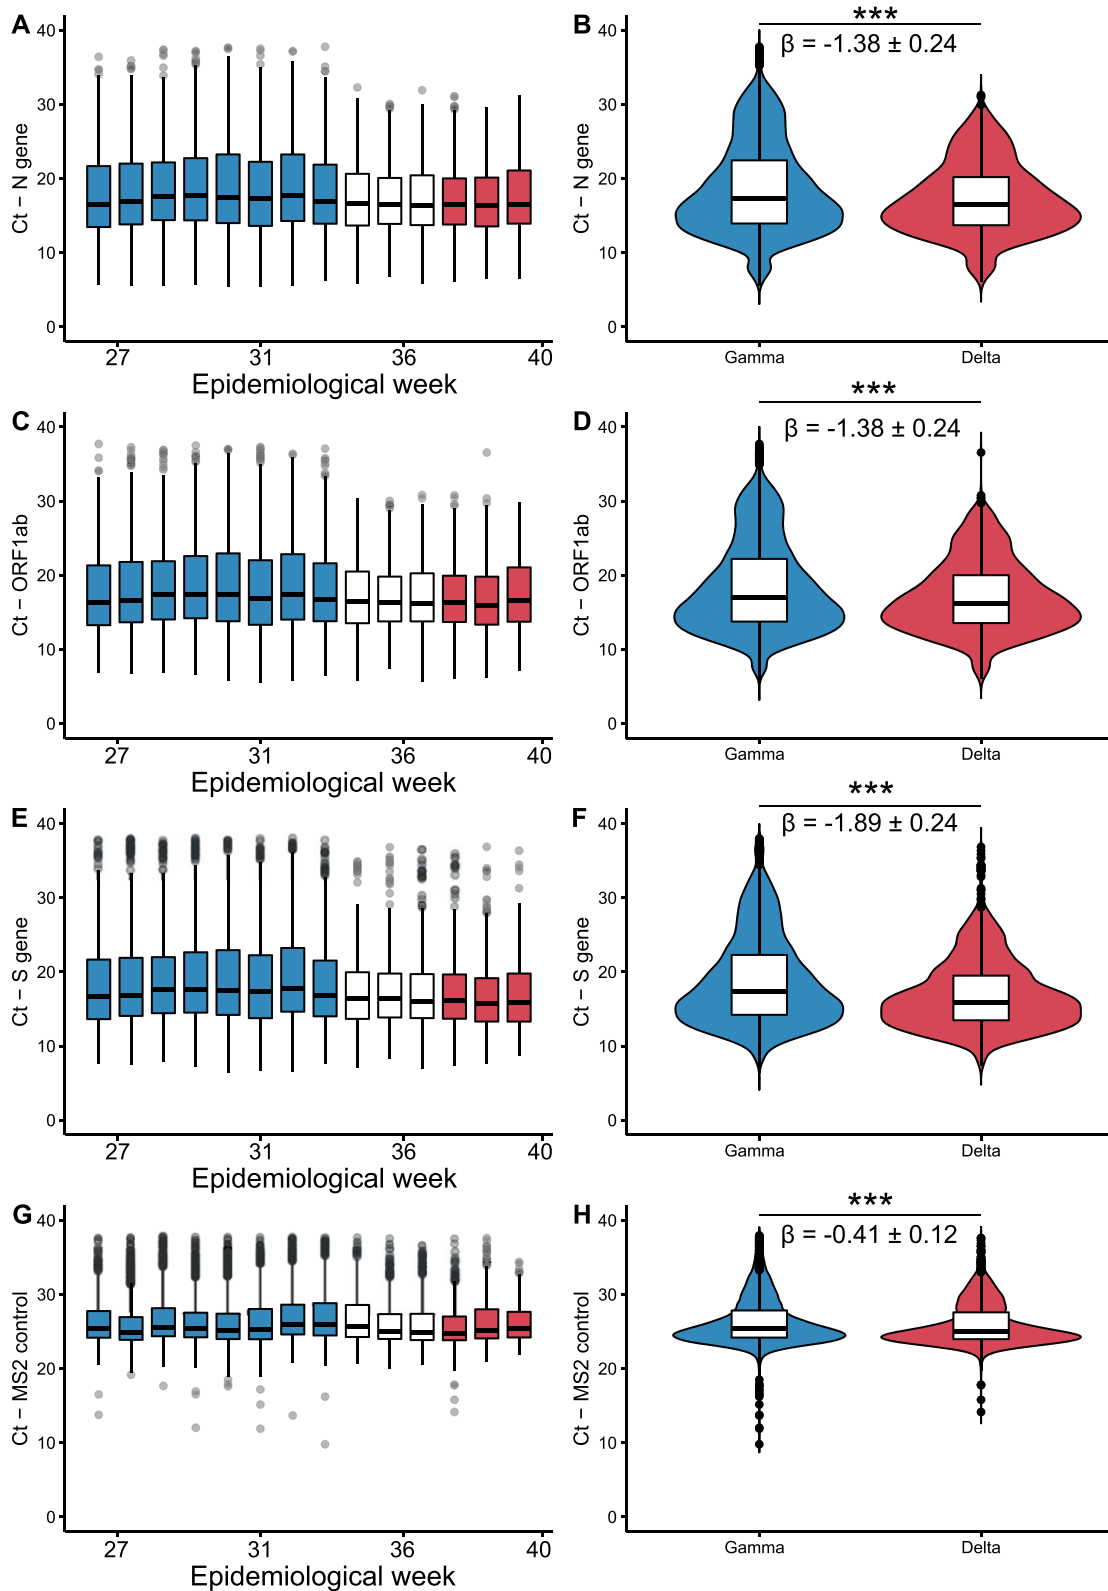 A
Ct − N gene
40
30
20
10
0
27 31 36 40
Epidemiological week
B
Ct − N gene
40
30
20
10
0
***
β = -1.38 ± 0.24
Gamma Delta
C
Ct − ORF1ab
40
30
20
10
0
27 31 36 40
Epidemiological week
D
Ct − ORF1ab
40
30
20
10
0
***
β = -1.38 ± 0.24
Gamma Delta
E
Ct − S gene
40
30
20
10
0
27 31 36 40
Epidemiological week
F
Ct − S gene
40
30
20
10
0
***
β = -1.89 ± 0.24
Gamma Delta
G
Ct − MS2 control
40
30
20
10
0
27 31 36 40
Epidemiological week
H
Ct − MS2 control
40
30
20
10
0
***
β = -0.41 ± 0.12
Gamma Delta